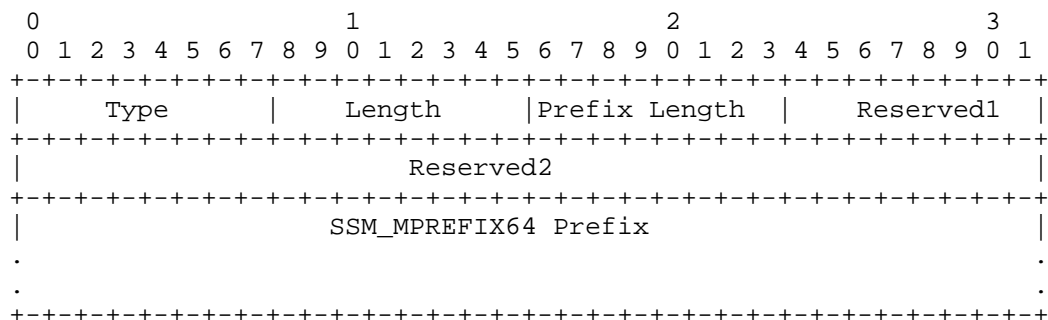 0                   1                   2                   3
 0 1 2 3 4 5 6 7 8 9 0 1 2 3 4 5 6 7 8 9 0 1 2 3 4 5 6 7 8 9 0 1
+-+-+-+-+-+-+-+-+-+-+-+-+-+-+-+-+-+-+-+-+-+-+-+-+-+-+-+-+-+-+-+-+
|     Type      |    Length     |Prefix Length  |    Reserved1  |
+-+-+-+-+-+-+-+-+-+-+-+-+-+-+-+-+-+-+-+-+-+-+-+-+-+-+-+-+-+-+-+-+
|                        Reserved2                              |
+-+-+-+-+-+-+-+-+-+-+-+-+-+-+-+-+-+-+-+-+-+-+-+-+-+-+-+-+-+-+-+-+
|                   SSM_MPREFIX64 Prefix                        |
.                                                               .
.                                                               .
+-+-+-+-+-+-+-+-+-+-+-+-+-+-+-+-+-+-+-+-+-+-+-+-+-+-+-+-+-+-+-+-+